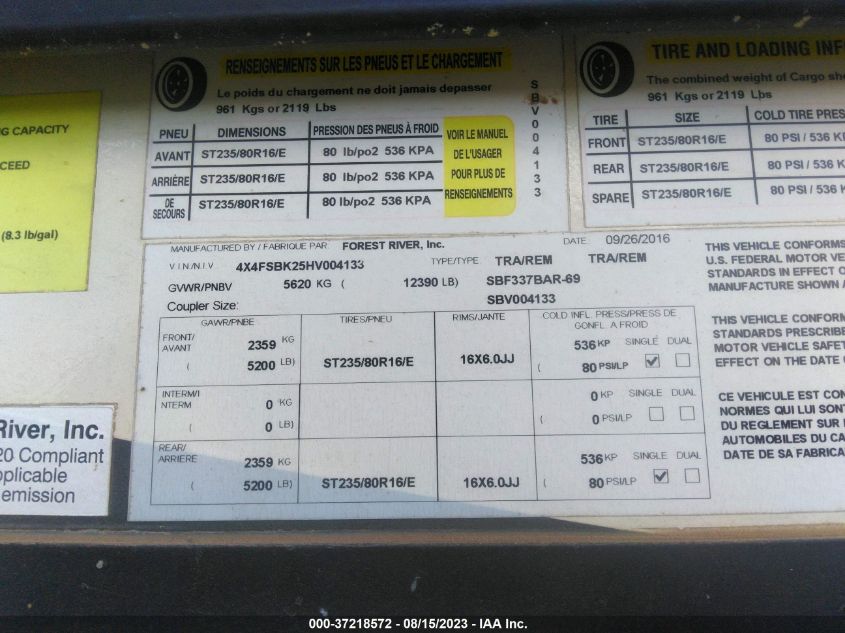 NG CAPACITY
CEED
(8.3 lb/gal)
RENSEIGNEMENTS SUR LES PNEUS ET LE CHARGEMENT
Le poids du chargement ne doit jamais depasser
961 Kgs or 2119 Lbs
PNEU DIMENSIONS PRESSION DES PNEUS À FROID
AVANT ST235/80R16/E 80 lb/po2 536 KPA
ARRIÈRE ST235/80R16/E 80 lb/po2 536 KPA
DE SECOURS ST235/80R16/E 80 lb/po2 536 KPA
VOIR LE MANUEL
DE L'USAGER
POUR PLUS DE
RENSEIGNEMENTS
SBV004133
TIRE AND LOADING INF
The combined weight of Cargo sh
961 Kgs or 2119 Lbs
TIRE SIZE COLD TIRE PRES
FRONT ST235/80R16/E 80 PSI / 536 K
REAR ST235/80R16/E 80 PSI / 536 K
SPARE ST235/80R16/E 80 PSI / 536 K
MANUFACTURED BY / FABRIQUE PAR FOREST RIVER, Inc. DATE 09/26/2016
V I N / N I V 4X4FSBK25HV004133 TYPE/TYPE TRA/REM TRA/REM
GVWR/PNBV 5620 KG ( 12390 LB) SBF337BAR-69
Coupler Size: SBV004133
GAWR/PNBE TIRES/PNEU RIMS/JANTE COLD INFL. PRESS/PRESS DE
GONFL. A FROID
FRONT/
AVANT 2359 KG 536 KP SINGLE DUAL
( 5200 LB) ST235/80R16/E 16X6.0JJ ( 80 PSI/LP
INTERM/I
NTERM 0 KG 0 KP SINGLE DUAL
( 0 LB) ( 0 PSI/LP
REAR/
ARRIERE 2359 KG 536 KP SINGLE DUAL
( 5200 LB) ST235/80R16/E 16X6.0JJ ( 80 PSI/LP
THIS VEHICLE CONFORMS
U.S. FEDERAL MOTOR VE
STANDARDS IN EFFECT O
MANUFACTURE SHOWN A
THIS VEHICLE CONFORM
STANDARDS PRESCRIBE
MOTOR VEHICLE SAFET
EFFECT ON THE DATE
CE VEHICULE EST CON
NORMES QUI LUI SONT
DU REGLEMENT SUR
AUTOMOBILES DU CA
DATE DE SA FABRICA
River, Inc.
20 Compliant
pplicable
emission
000-37218572 - 08/15/2023 - IAA Inc.